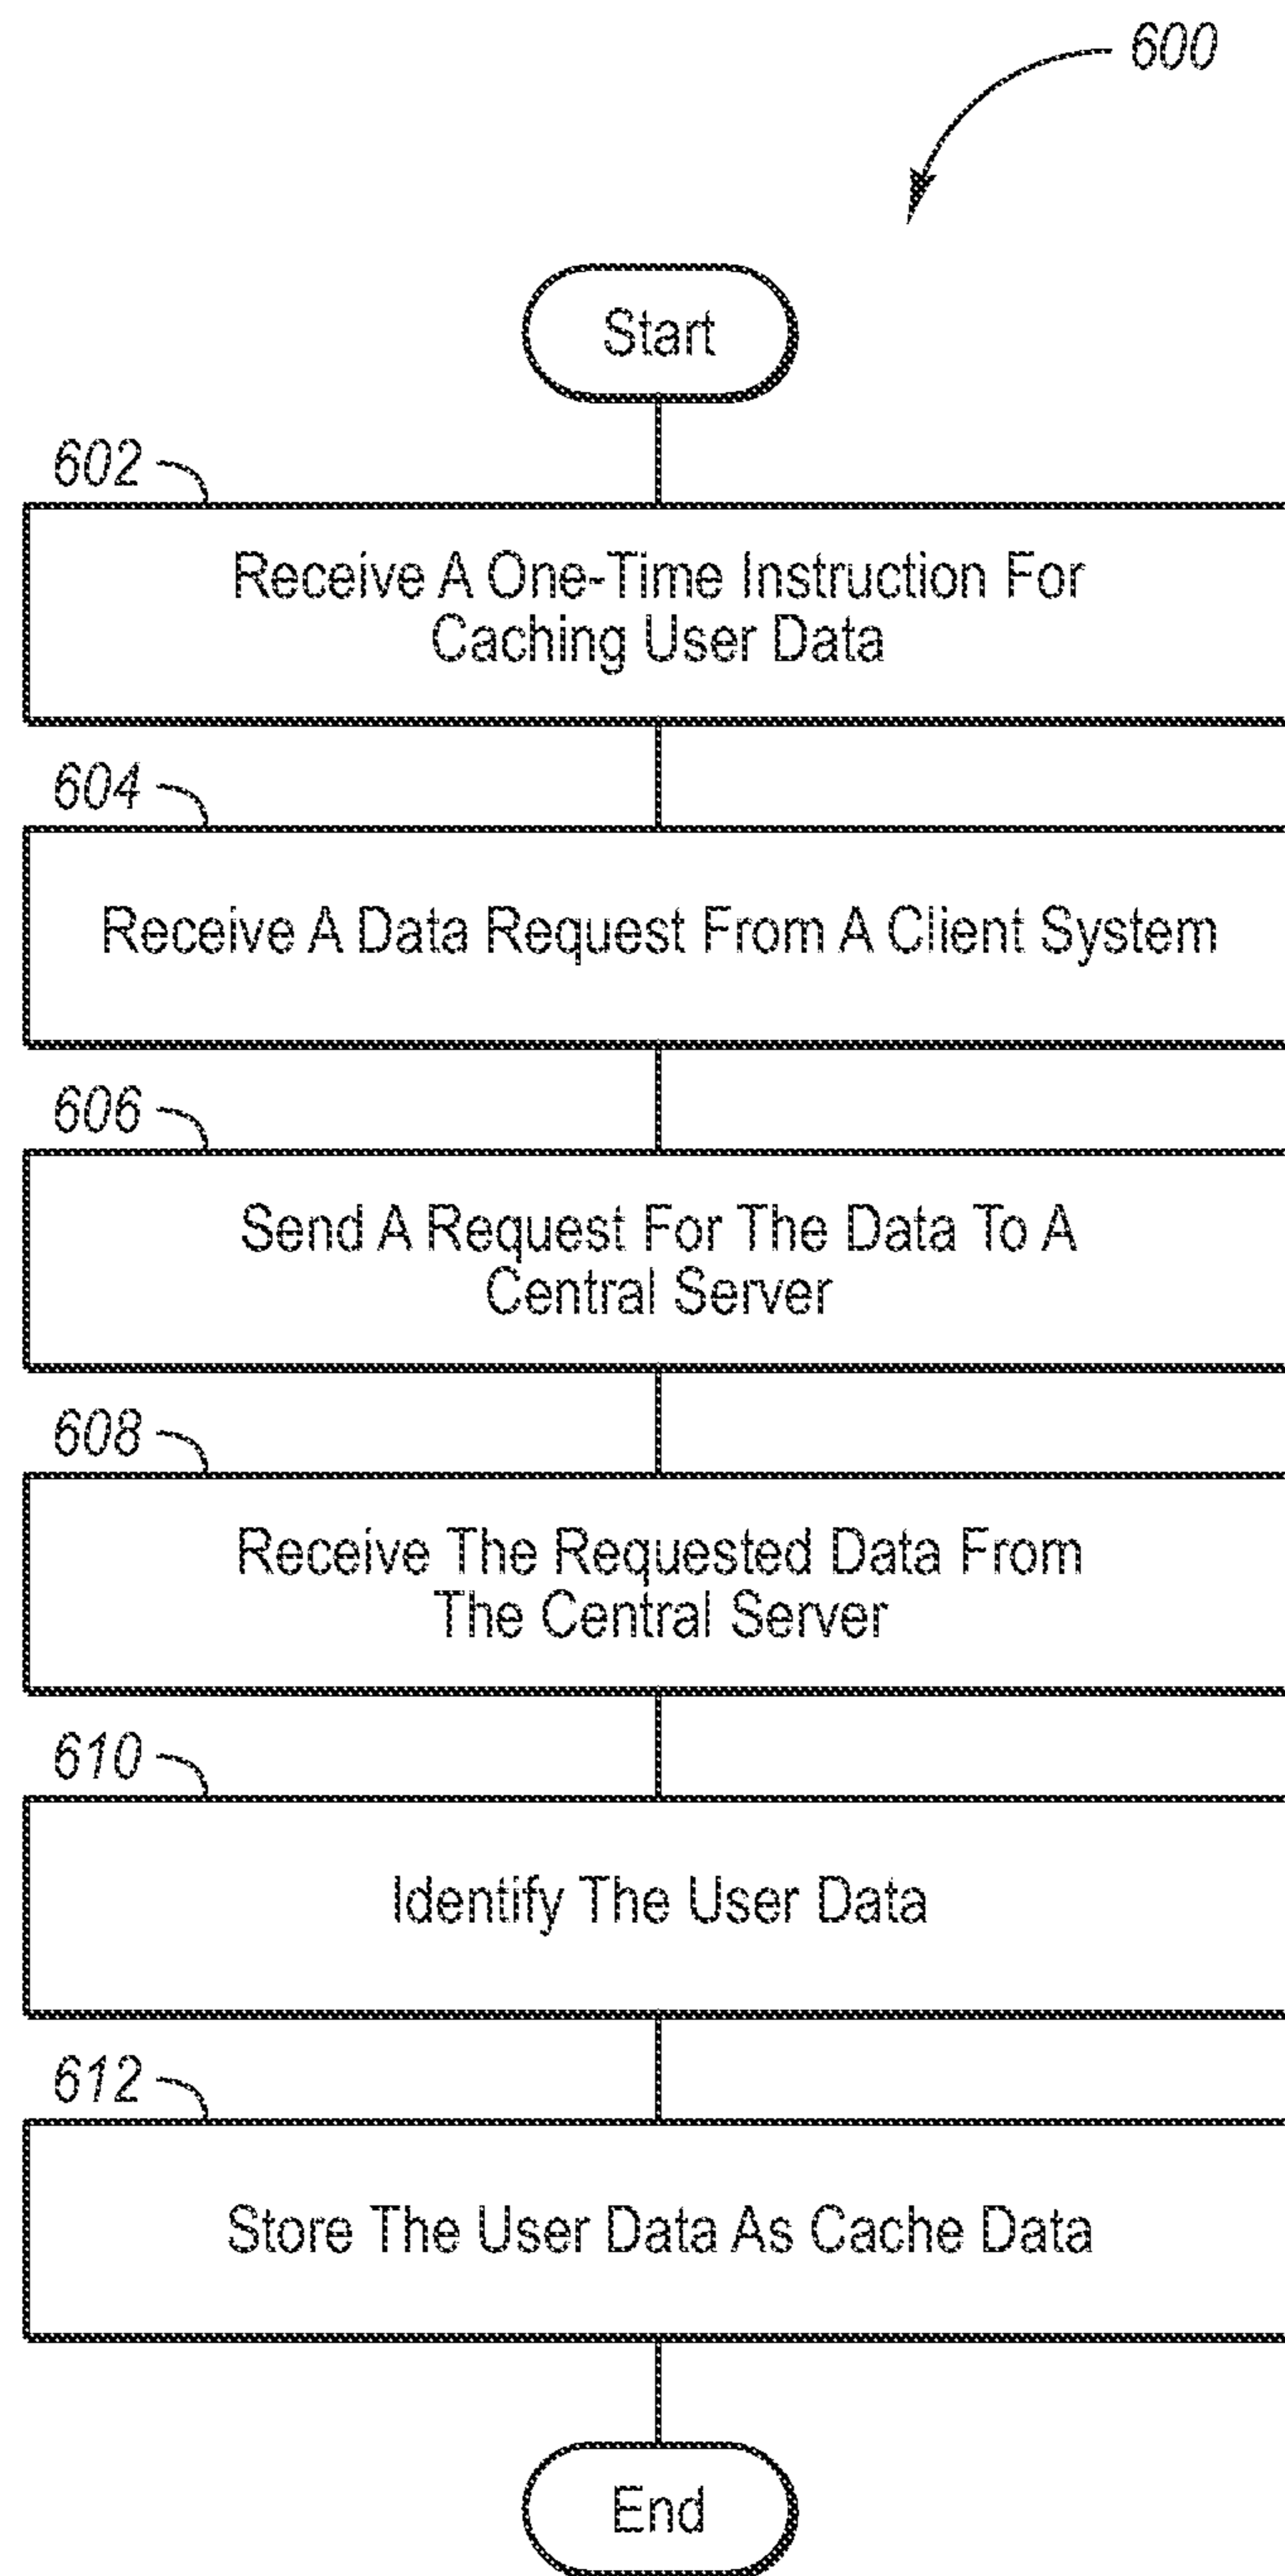 600
Start
602
Receive A One-Time Instruction For
Caching User Data
604
Receive A Data Request From A Client System
606
Send A Request For The Data To A
Central Server
608
Receive The Requested Data From
The Central Server
610
Identify The User Data
612
Store The User Data As Cache Data
End